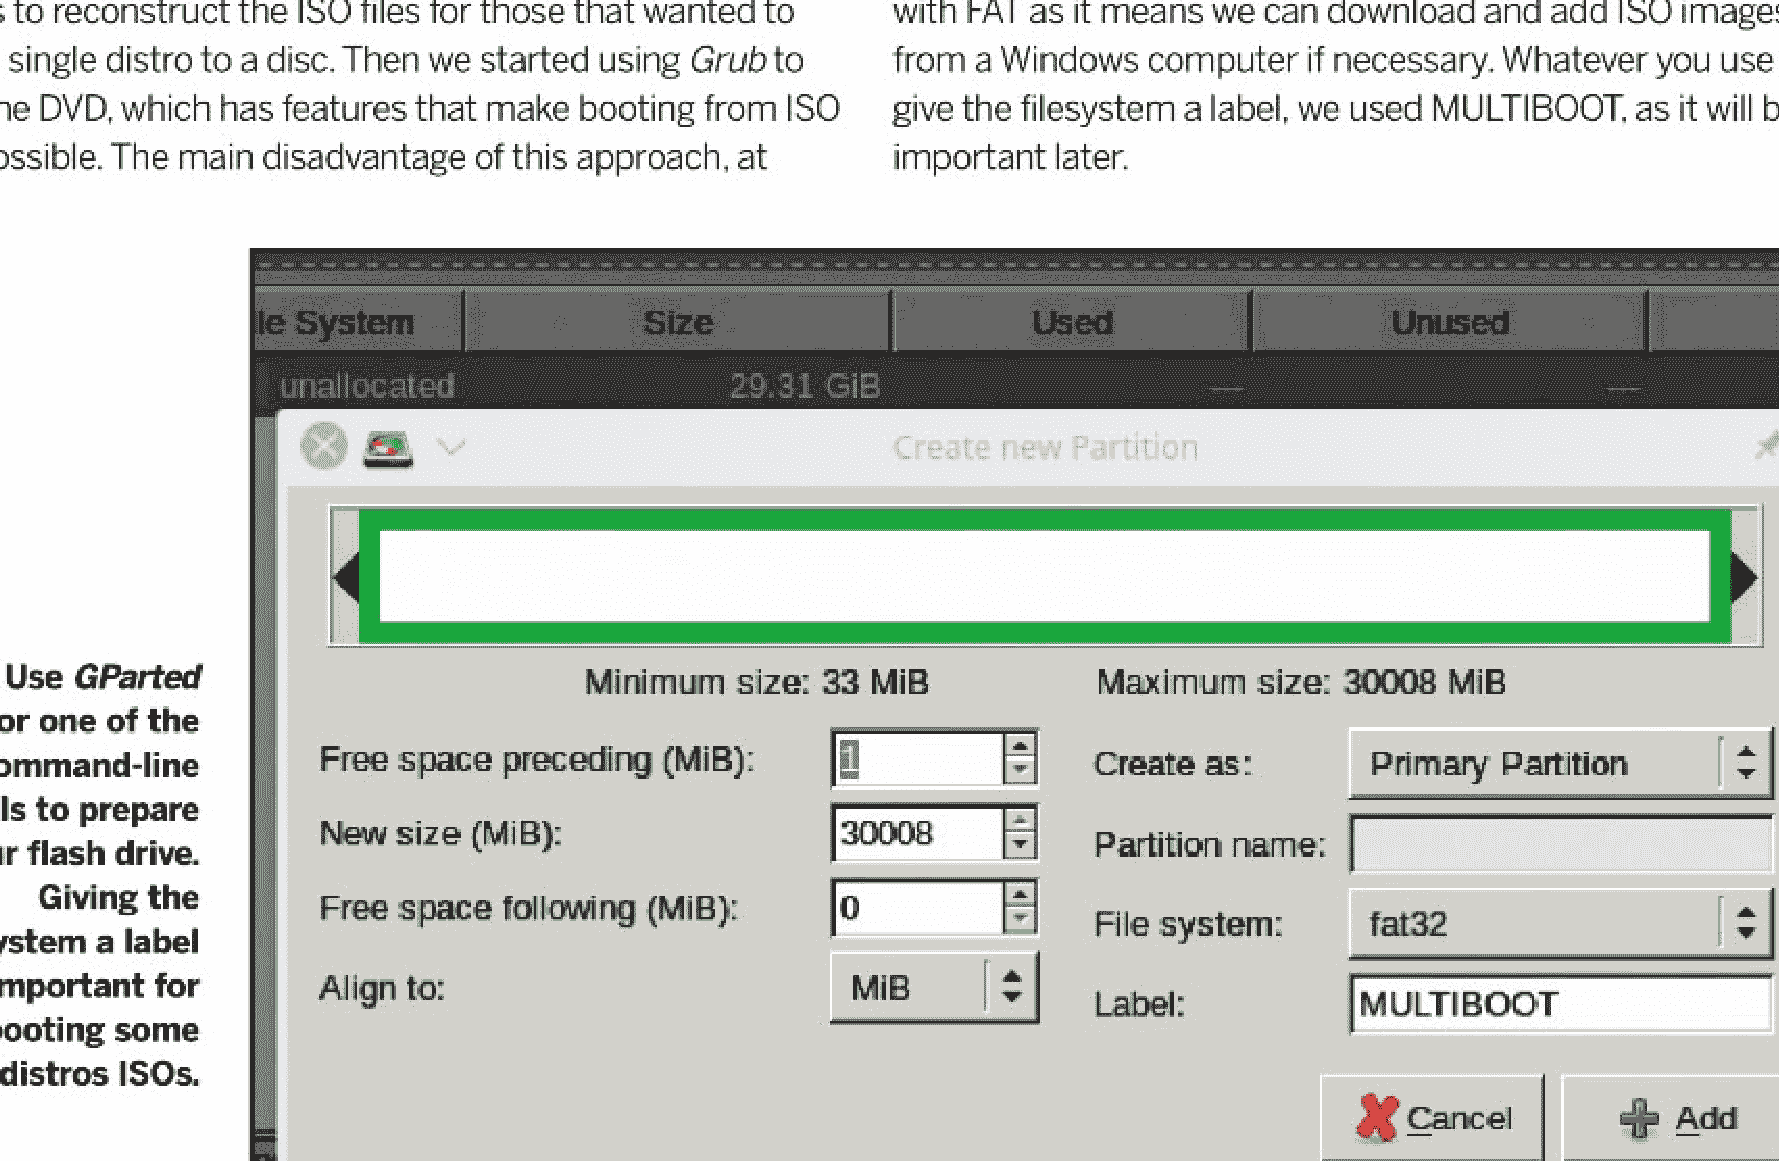 to reconstruct the ISO files for those that wanted to
single distro to a disc. Then we started using Grub to
DVD, which has features that make booting from ISO
The main disadvantage of this approach, at
with FAT as it means we can download and add ISO images
from a Windows computer if necessary. Whatever you use
give the filesystem a label, we used MULTIBOOT, as it will b
important later.
le System Size Used Unused
unallocated 29.31 GiB — —
Create new Partition
Minimum size: 33 MiB Maximum size: 30008 MiB
Free space preceding (MiB): 1
New size (MiB): 30008
Free space following (MiB): 0
Align to: MiB
Create as: Primary Partition
Partition name:
File system: fat32
Label: MULTIBOOT
Cancel Add
Use GParted
or one of the
ommand-line
ls to prepare
r flash drive.
Giving the
ystem a label
mportant for
ooting some
distros ISOs.